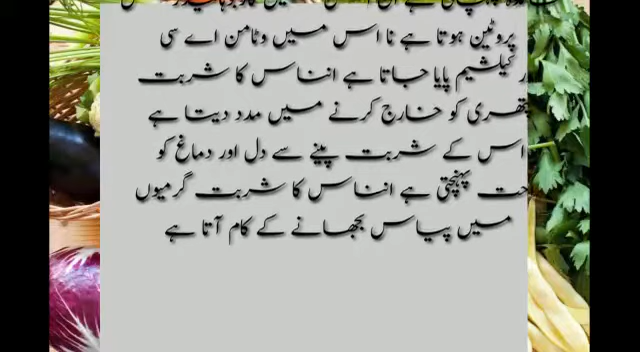 پروٹین ہوتا ہے نا اس میں وٹامن اے سی
ر کیلشیم پایا جاتا ہے انناس کا شربت
پتھری کو خارج کرنے میں مدد دیتا ہے
اس کے شربت پینے سے دل اور دماغ کو
حت پہنچتی ہے انناس کا شربت گرمیوں
میں پیاس بجھانے کے کام آتا ہے